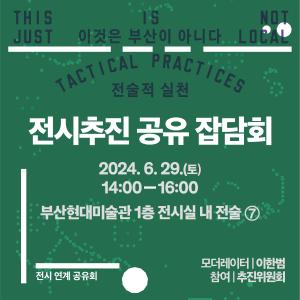 THIS IS NOT
JUST 이것은 부산이 아니다 LOCAL
TACTICAL PRACTICES
전술적 실천
전시추진 공유 잡담회
2024. 6. 29.(토)
14:00 — 16:00
부산현대미술관 1층 전시실 내 전술 ⑦
모더레이터 | 이한범
전시 연계 공유회
참여 | 추진위원회